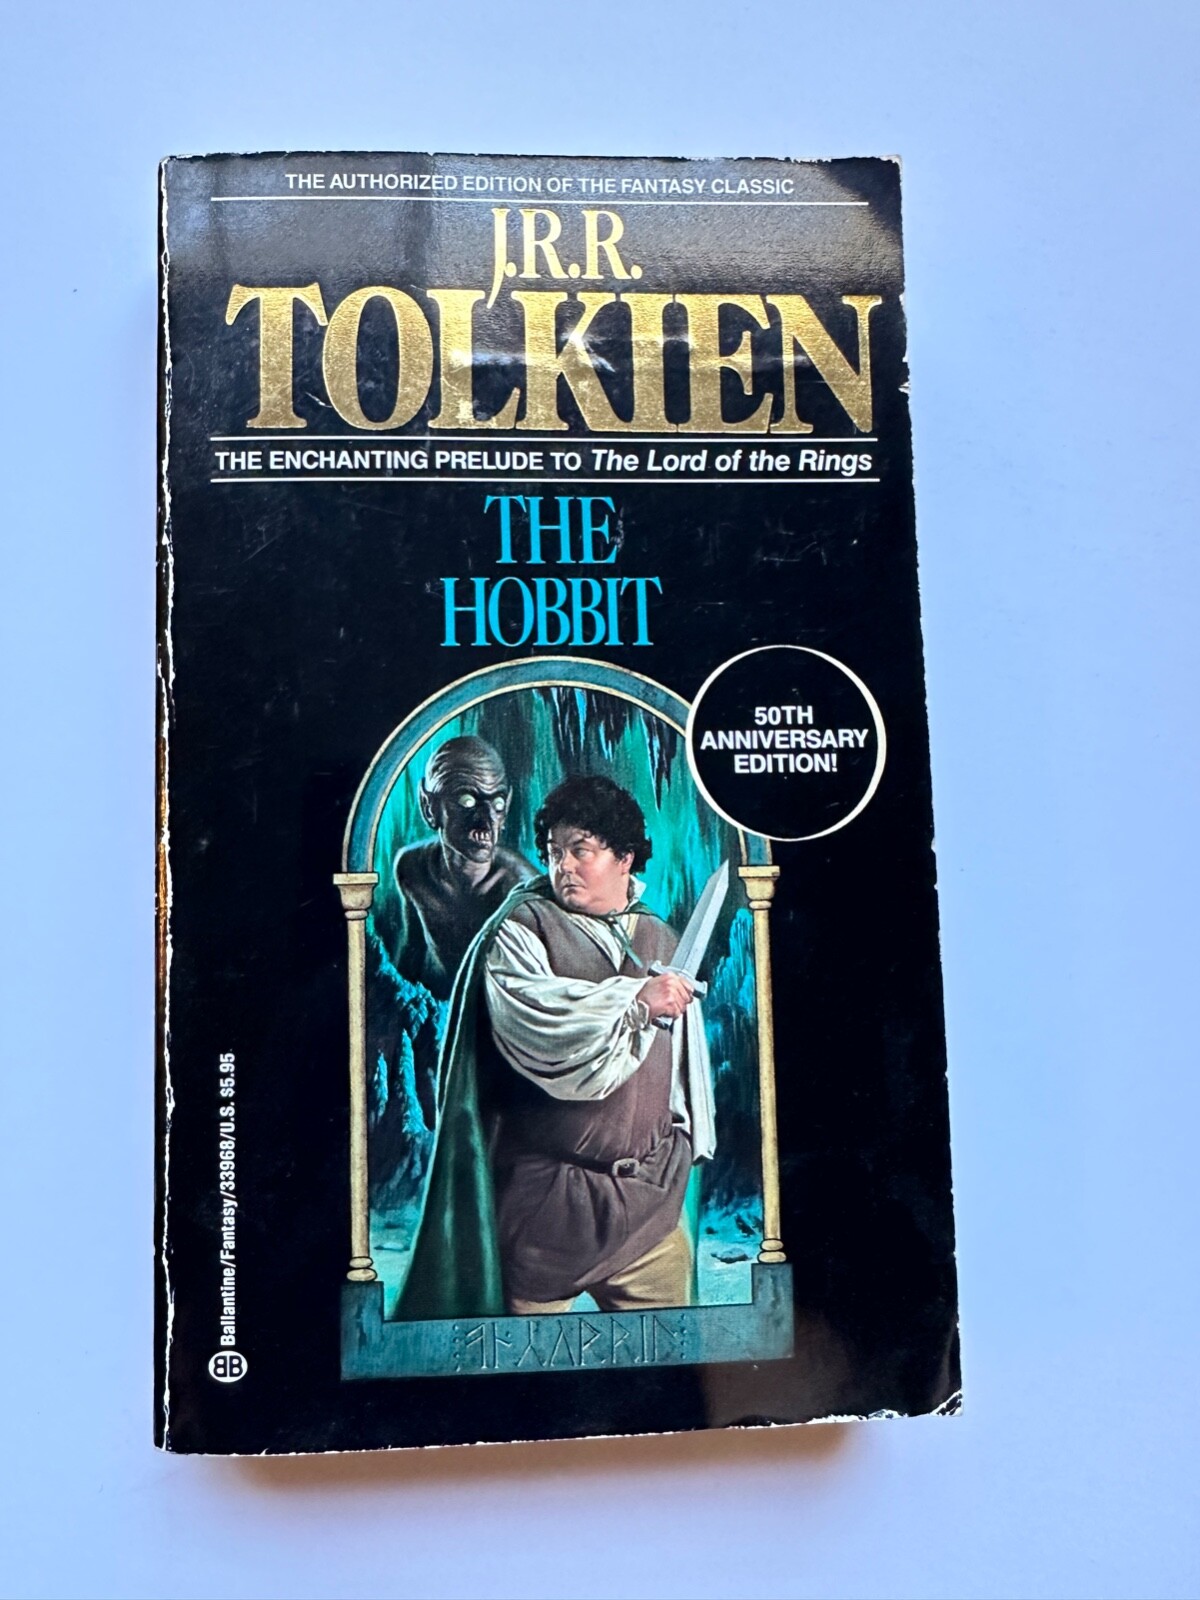 THE AUTHORIZED EDITION OF THE FANTASY CLASSIC
J.R.R.
TOLKIEN
THE ENCHANTING PRELUDE TO The Lord of the Rings
THE
HOBBIT
50TH
ANNIVERSARY
EDITION!
Ballantine/Fantasy/33968/U.S. $5.95
BB